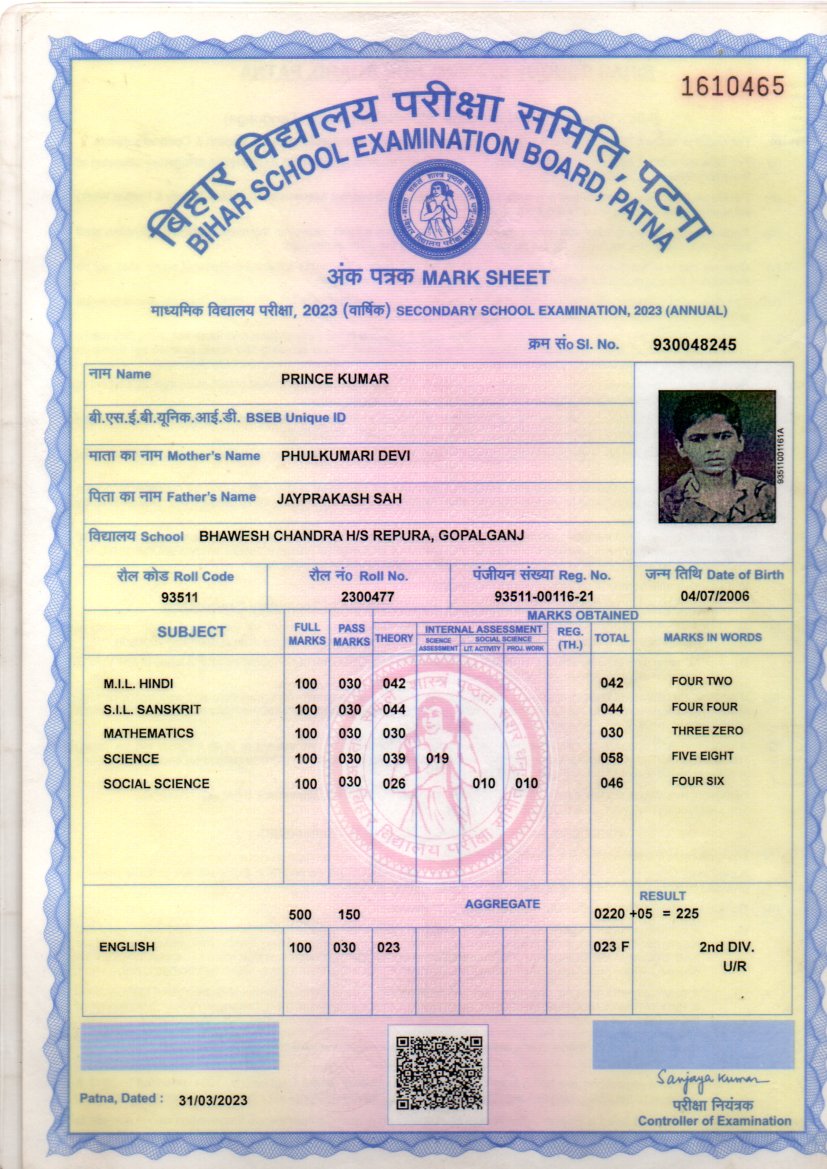 1610465
बिहार विद्यालय परीक्षा समिति, पटना
BIHAR SCHOOL EXAMINATION BOARD, PATNA
अंक पत्रक MARK SHEET
माध्यमिक विद्यालय परीक्षा, 2023 (वार्षिक) SECONDARY SCHOOL EXAMINATION, 2023 (ANNUAL)
क्रम सं० Sl. No. 930048245
नाम Name PRINCE KUMAR
बी.एस.ई.बी.यूनिक.आई.डी. BSEB Unique ID
माता का नाम Mother's Name PHULKUMARI DEVI
पिता का नाम Father's Name JAYPRAKASH SAH
विद्यालय School BHAWESH CHANDRA H/S REPURA, GOPALGANJ
93511001161A
रौल कोड Roll Code रौल नं० Roll No. पंजीयन संख्या Reg. No. जन्म तिथि Date of Birth
93511 2300477 93511-00116-21 04/07/2006
MARKS OBTAINED
SUBJECT FULL MARKS PASS MARKS THEORY INTERNAL ASSESSMENT REG. (TH.) TOTAL MARKS IN WORDS
SCIENCE ASSESSMENT SOCIAL SCIENCE LIT. ACTIVITY PROJ. WORK
M.I.L. HINDI 100 030 042 042 FOUR TWO
S.I.L. SANSKRIT 100 030 044 044 FOUR FOUR
MATHEMATICS 100 030 030 030 THREE ZERO
SCIENCE 100 030 039 019 058 FIVE EIGHT
SOCIAL SCIENCE 100 030 026 010 010 046 FOUR SIX
बिहार विद्यालय परीक्षा समिति
AGGREGATE RESULT
500 150 0220 +05 = 225
ENGLISH 100 030 023 023 F 2nd DIV.
U/R
Sanjaya Kumar
Patna, Dated : 31/03/2023
परीक्षा नियंत्रक
Controller of Examination